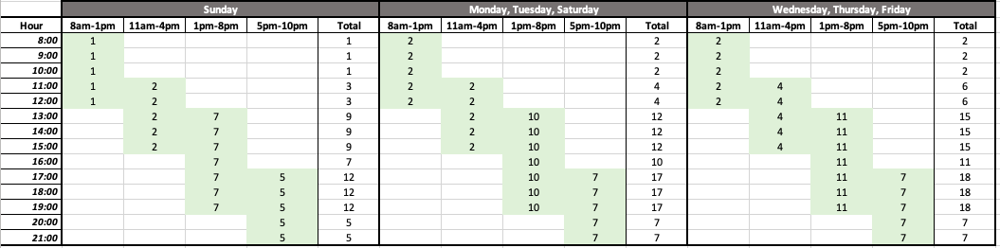 Sunday Monday, Tuesday, Saturday Wednesday, Thursday, Friday
Hour 8am-1pm 11am-4pm 1pm-8pm 5pm-10pm Total 8am-1pm 11am-4pm 1pm-8pm 5pm-10pm Total 8am-1pm 11am-4pm 1pm-8pm 5pm-10pm Total
8:00 1 1 2 2 2 2
9:00 1 1 2 2 2 2
10:00 1 1 2 2 2 2
11:00 1 2 3 2 2 4 2 4 6
12:00 1 2 3 2 2 4 2 4 6
13:00 2 7 9 2 10 12 4 11 15
14:00 2 7 9 2 10 12 4 11 15
15:00 2 7 9 2 10 12 4 11 15
16:00 7 7 10 10 11 11
17:00 7 5 12 10 7 17 11 7 18
18:00 7 5 12 10 7 17 11 7 18
19:00 7 5 12 10 7 17 11 7 18
20:00 5 5 7 7 7 7
21:00 5 5 7 7 7 7